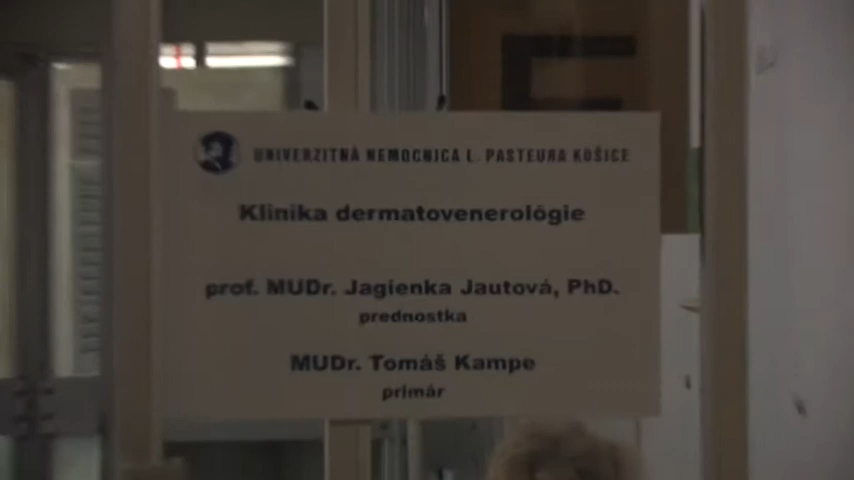 UNIVERZITNÁ NEMOCNICA L. PASTEURA KOŠICE
Klinika dermatovenerológie
prof. MUDr. Jagienka Jautová, PhD.
prednostka
MUDr. Tomáš Kampe
primár